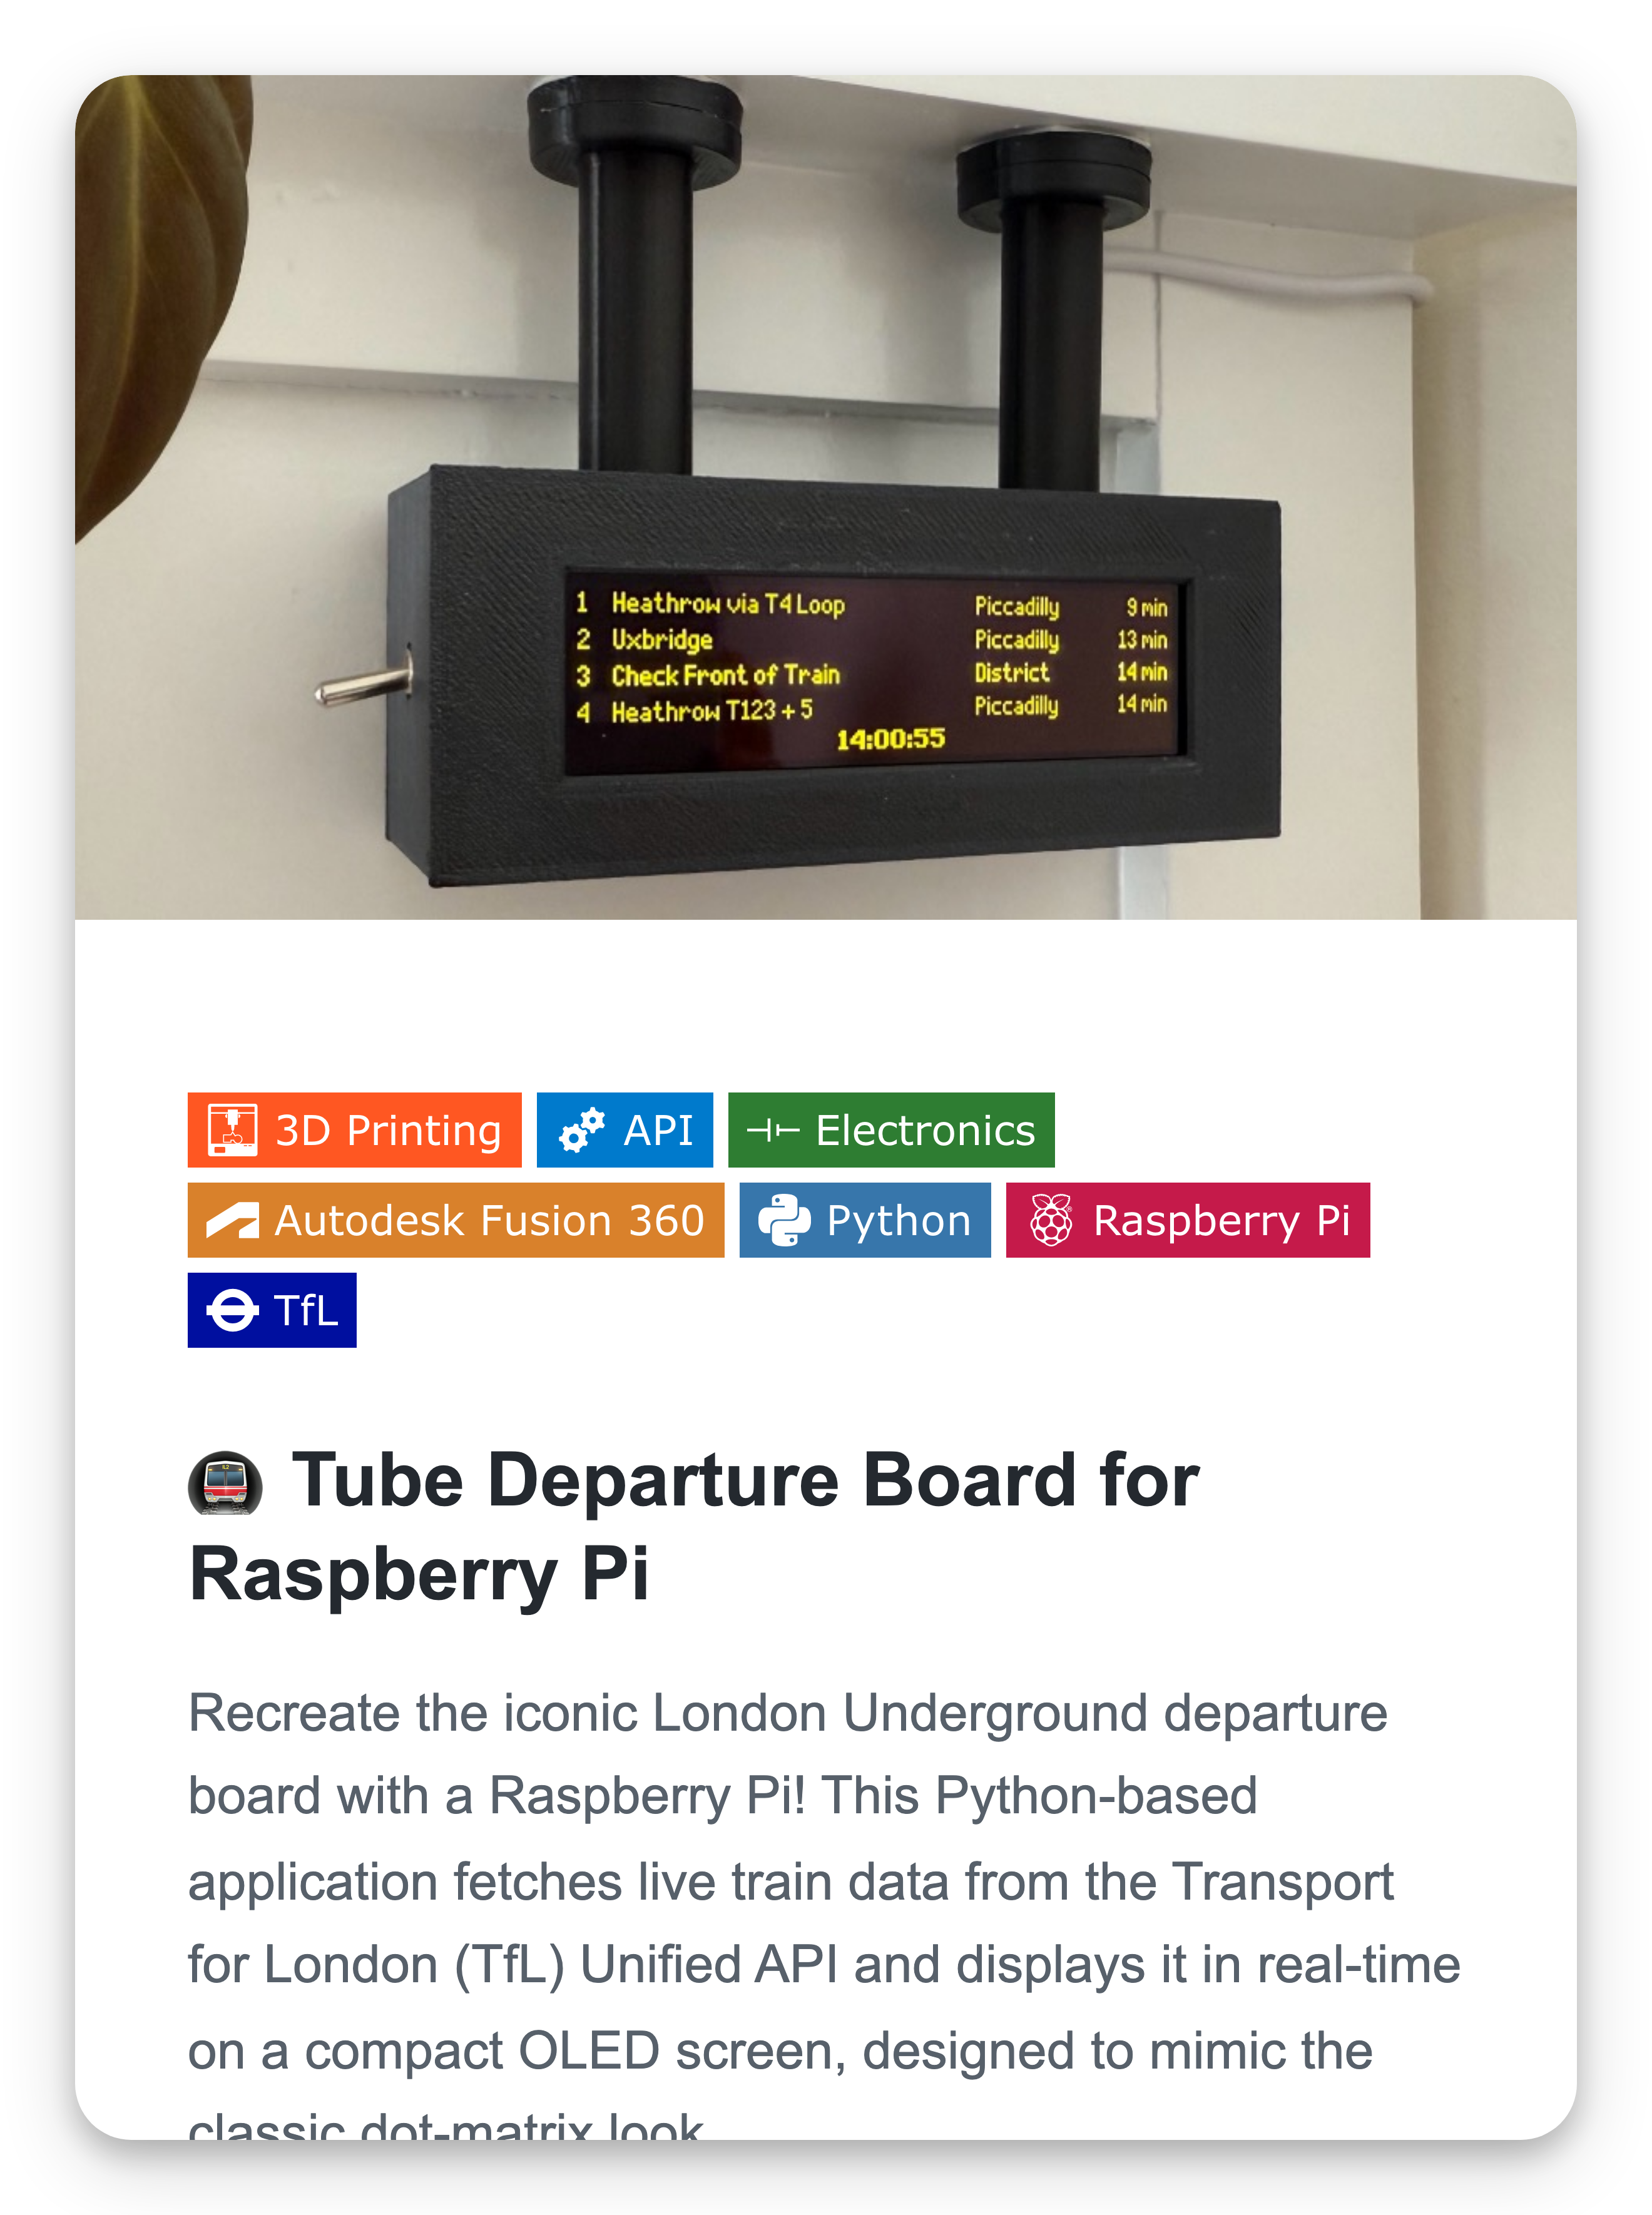 1 Heathrow via T4 Loop Piccadilly 9 min
2 Uxbridge Piccadilly 13 min
3 Check Front of Train District 14 min
4 Heathrow T123 + 5 Piccadilly 14 min
14:00:55
3D Printing API Electronics
Autodesk Fusion 360 Python Raspberry Pi
TfL
Tube Departure Board for
Raspberry Pi
Recreate the iconic London Underground departure
board with a Raspberry Pi! This Python-based
application fetches live train data from the Transport
for London (TfL) Unified API and displays it in real-time
on a compact OLED screen, designed to mimic the
classic dot-matrix look